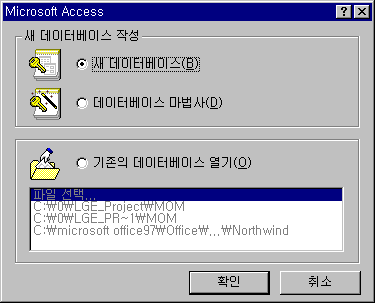 Microsoft Access
새 데이터베이스 작성
새 데이터베이스(B)
데이터베이스 마법사(D)
기존의 데이터베이스 열기(O)
파일 선택...
C:₩0₩LGE_Project₩MOM
C:₩0₩LGE_PR~1₩MOM
C:₩microsoft office97₩Office₩...₩Northwind
확인
취소